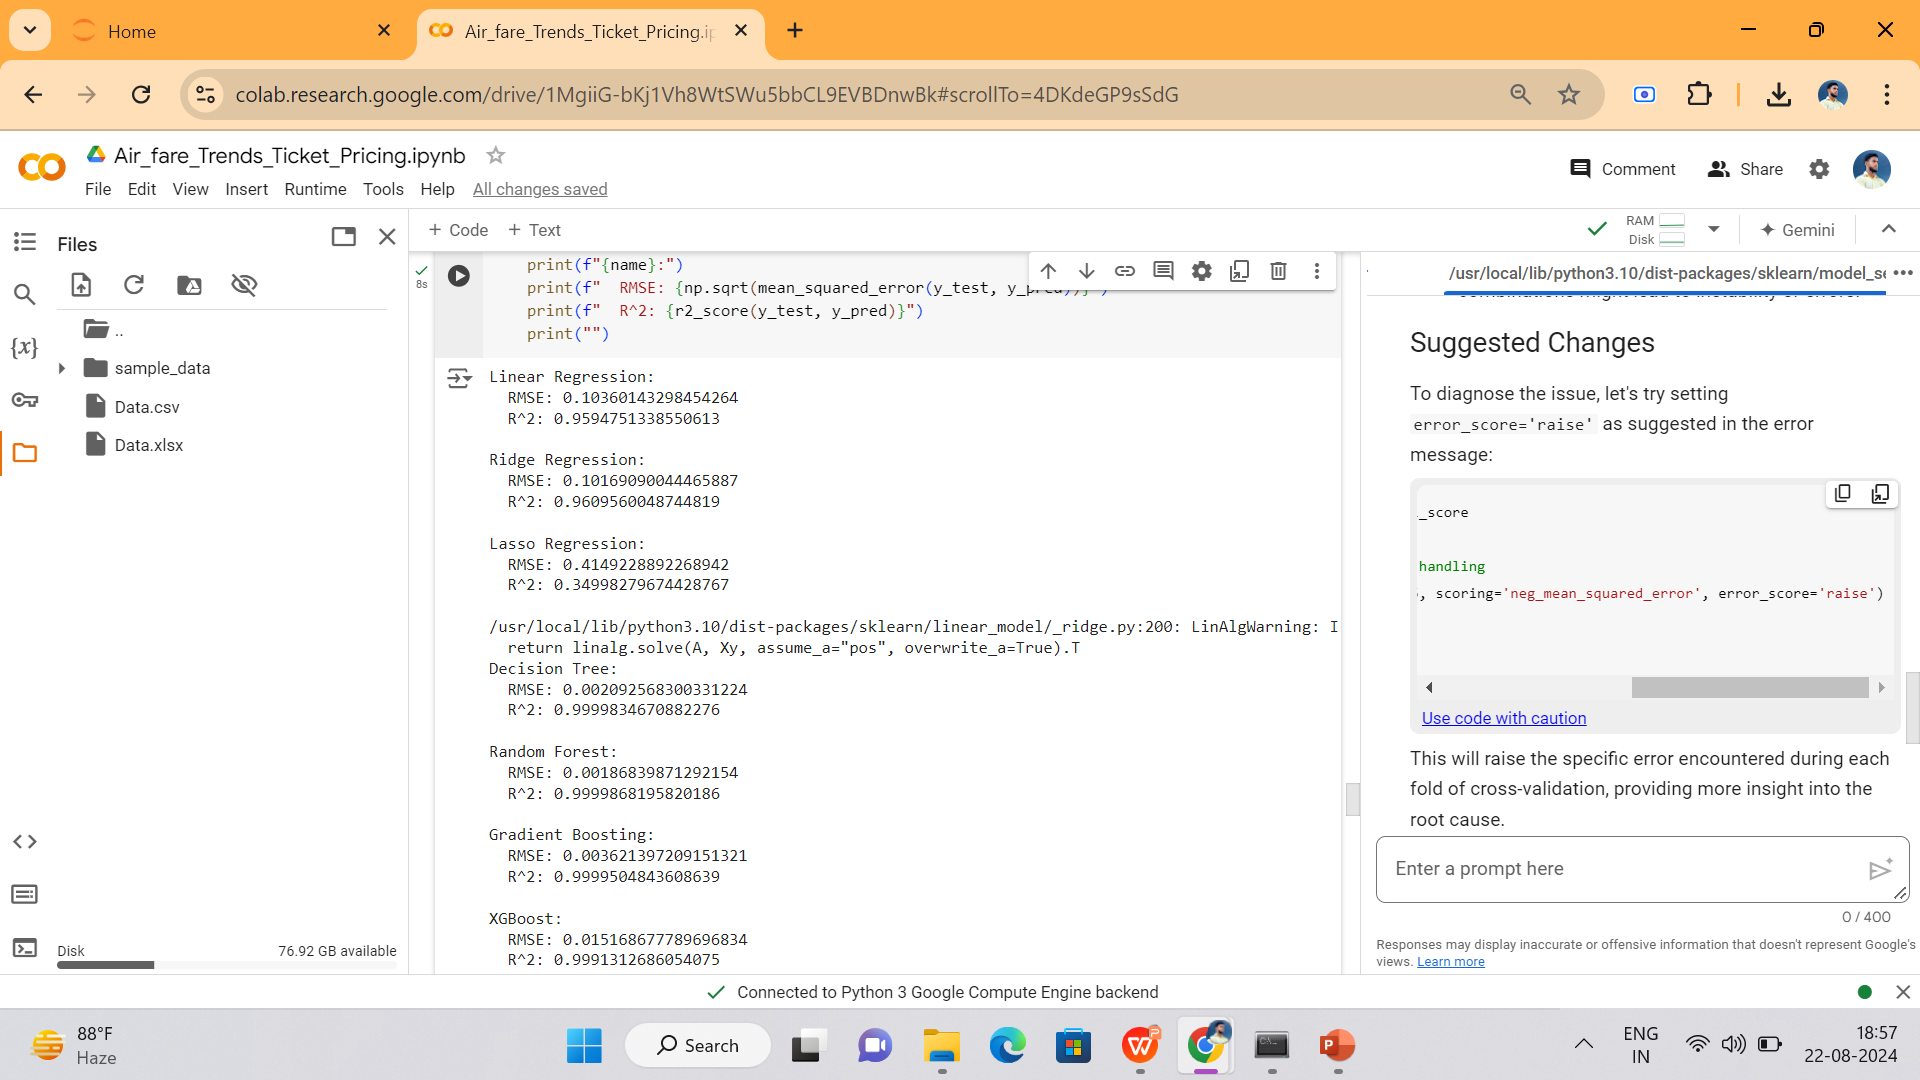 Home
Air_fare_Trends_Ticket_Pricing.ip
colab.research.google.com/drive/1MgiiG-bKj1Vh8WtSWu5bbCL9EVBDnwBk#scrollTo=4DKdeGP9sSdG
Air_fare_Trends_Ticket_Pricing.ipynb
File Edit View Insert Runtime Tools Help All changes saved
Comment
Share
Files
+ Code + Text
RAM
Disk
Gemini
..
sample_data
Data.csv
Data.xlsx
Disk
76.92 GB available
8s
print(f"{name}:")
print(f"  RMSE: {np.sqrt(mean_squared_error(y_test, y_pred))}")
print(f"  R^2: {r2_score(y_test, y_pred)}")
print("")
Linear Regression:
RMSE: 0.10360143298454264
R^2: 0.9594751338550613
Ridge Regression:
RMSE: 0.10169090044465887
R^2: 0.9609560048744819
Lasso Regression:
RMSE: 0.4149228892268942
R^2: 0.34998279674428767
/usr/local/lib/python3.10/dist-packages/sklearn/linear_model/_ridge.py:200: LinAlgWarning: I
return linalg.solve(A, Xy, assume_a="pos", overwrite_a=True).T
Decision Tree:
RMSE: 0.002092568300331224
R^2: 0.9999834670882276
Random Forest:
RMSE: 0.00186839871292154
R^2: 0.9999868195820186
Gradient Boosting:
RMSE: 0.003621397209151321
R^2: 0.9999504843608639
XGBoost:
RMSE: 0.015168677789696834
R^2: 0.9991312686054075
/usr/local/lib/python3.10/dist-packages/sklearn/model_se
combinations might lead to instability or errors.
Suggested Changes
To diagnose the issue, let's try setting
error_score='raise' as suggested in the error
message:
_score
handling
, scoring='neg_mean_squared_error', error_score='raise')
Use code with caution
This will raise the specific error encountered during each
fold of cross-validation, providing more insight into the
root cause.
Enter a prompt here
0 / 400
Responses may display inaccurate or offensive information that doesn't represent Google's
views. Learn more
Connected to Python 3 Google Compute Engine backend
88°F
Haze
Search
ENG
IN
18:57
22-08-2024